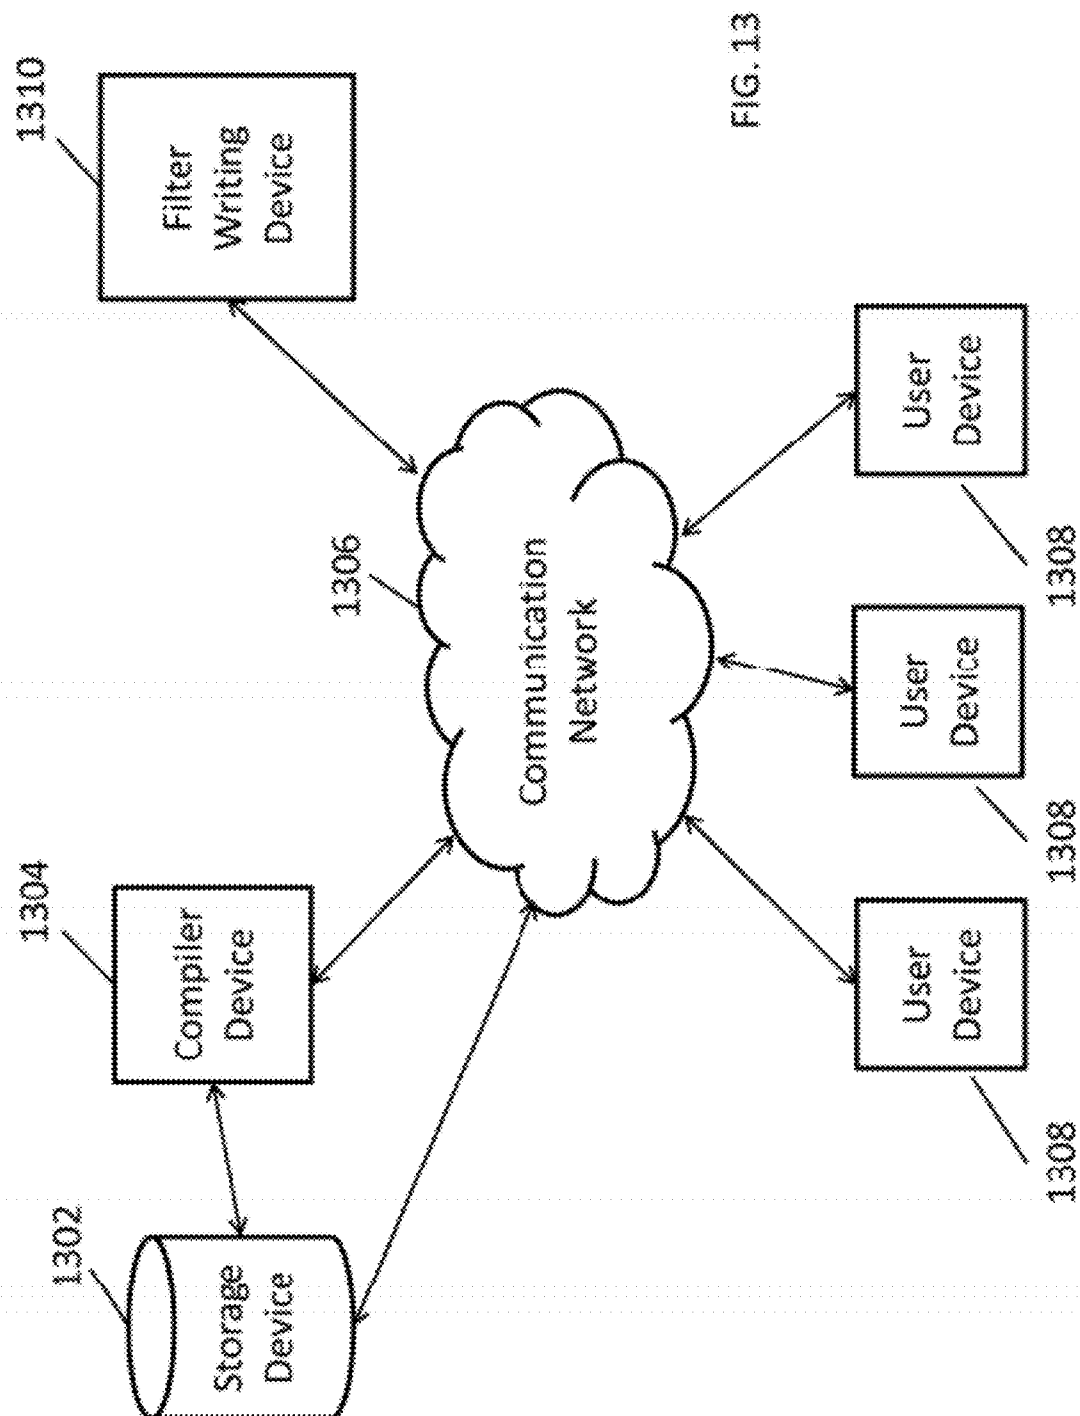 1302
Storage
Device
1304
Compiler
Device
1310
Filter
Writing
Device
1306
Communication
Network
User
Device
1308
User
Device
1308
User
Device
1308
FIG. 13